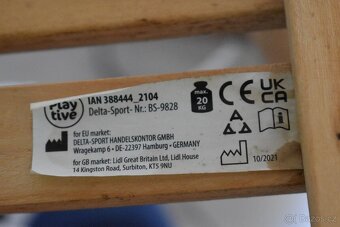 Play
tive
IAN 388444_2104
Delta-Sport- Nr.: BS-9828
max.
20
KG
CE
UK
CA
for EU market:
DELTA-SPORT HANDELSKONTOR GMBH
Wragekamp 6 • DE-22397 Hamburg • GERMANY
10/2021
for GB market: Lidl Great Britain Ltd, Lidl House
14 Kingston Road, Surbiton, KT5 9NU